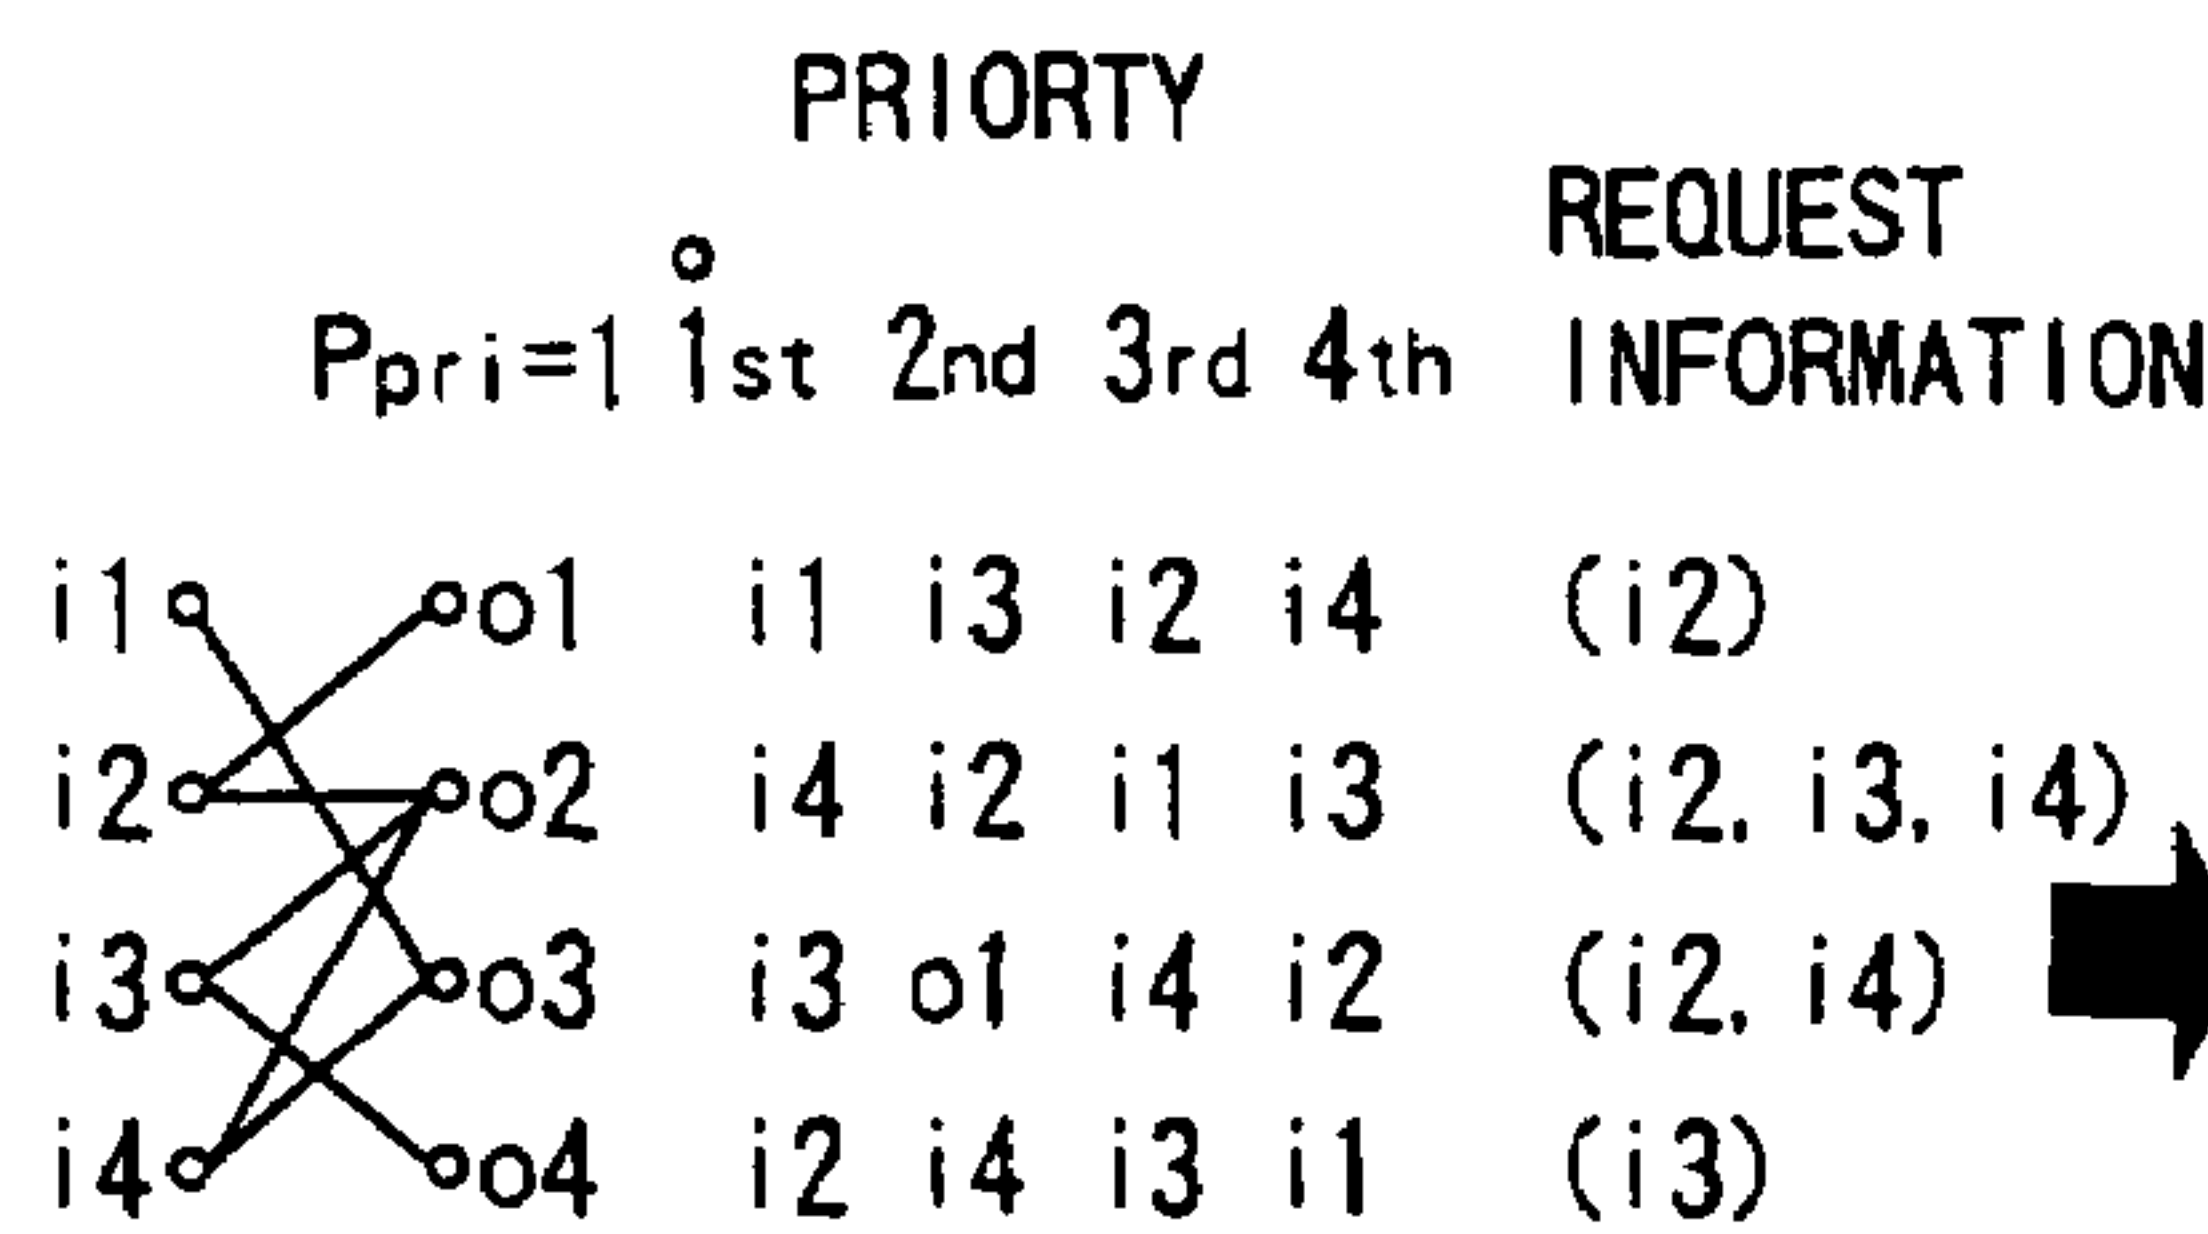 PRIORTY
REQUEST
Ppri=1 1st 2nd 3rd 4th INFORMATION
i1 o1 i1 i3 i2 i4 (i2)
i2 o2 i4 i2 i1 i3 (i2, i3, i4)
i3 o3 i3 o1 i4 i2 (i2, i4)
i4 o4 i2 i4 i3 i1 (i3)